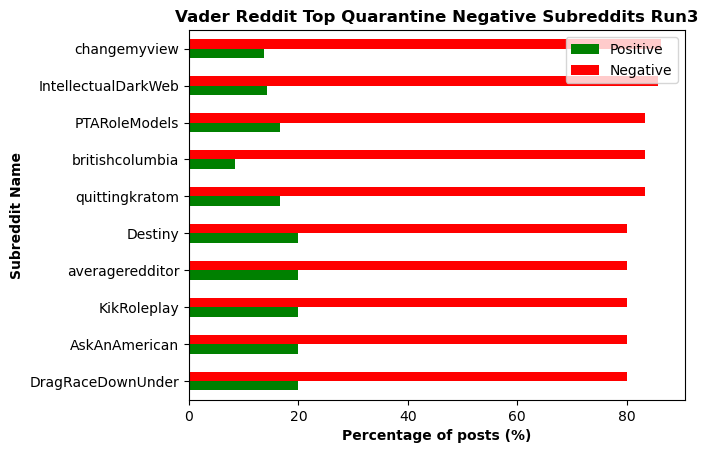 Vader Reddit Top Quarantine Negative Subreddits Run3
Positive
Negative
changemyview
IntellectualDarkWeb
PTARoleModels
britishcolumbia
quittingkratom
Destiny
averageredditor
KikRoleplay
AskAnAmerican
DragRaceDownUnder
Subreddit Name
0 20 40 60 80
Percentage of posts (%)